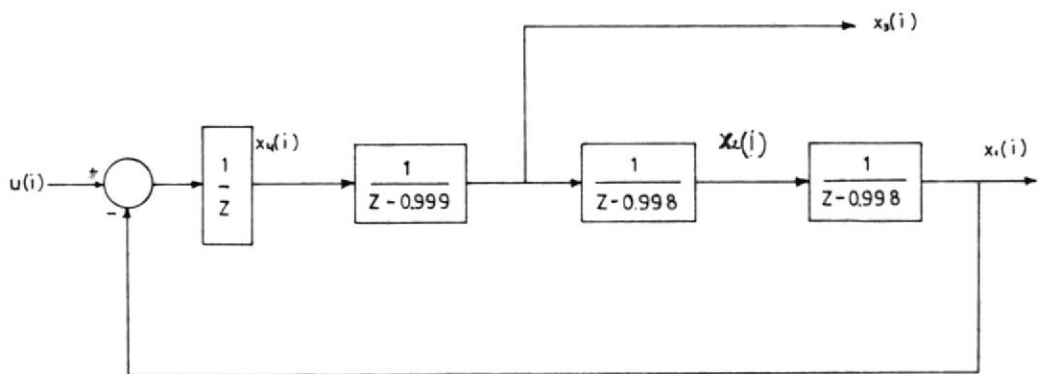 x₃(i)
u(i)
+
-
1
Z
x₄(i)
1
Z-0.999
1
Z-0.998
x₂(i)
1
Z-0.998
x₁(i)